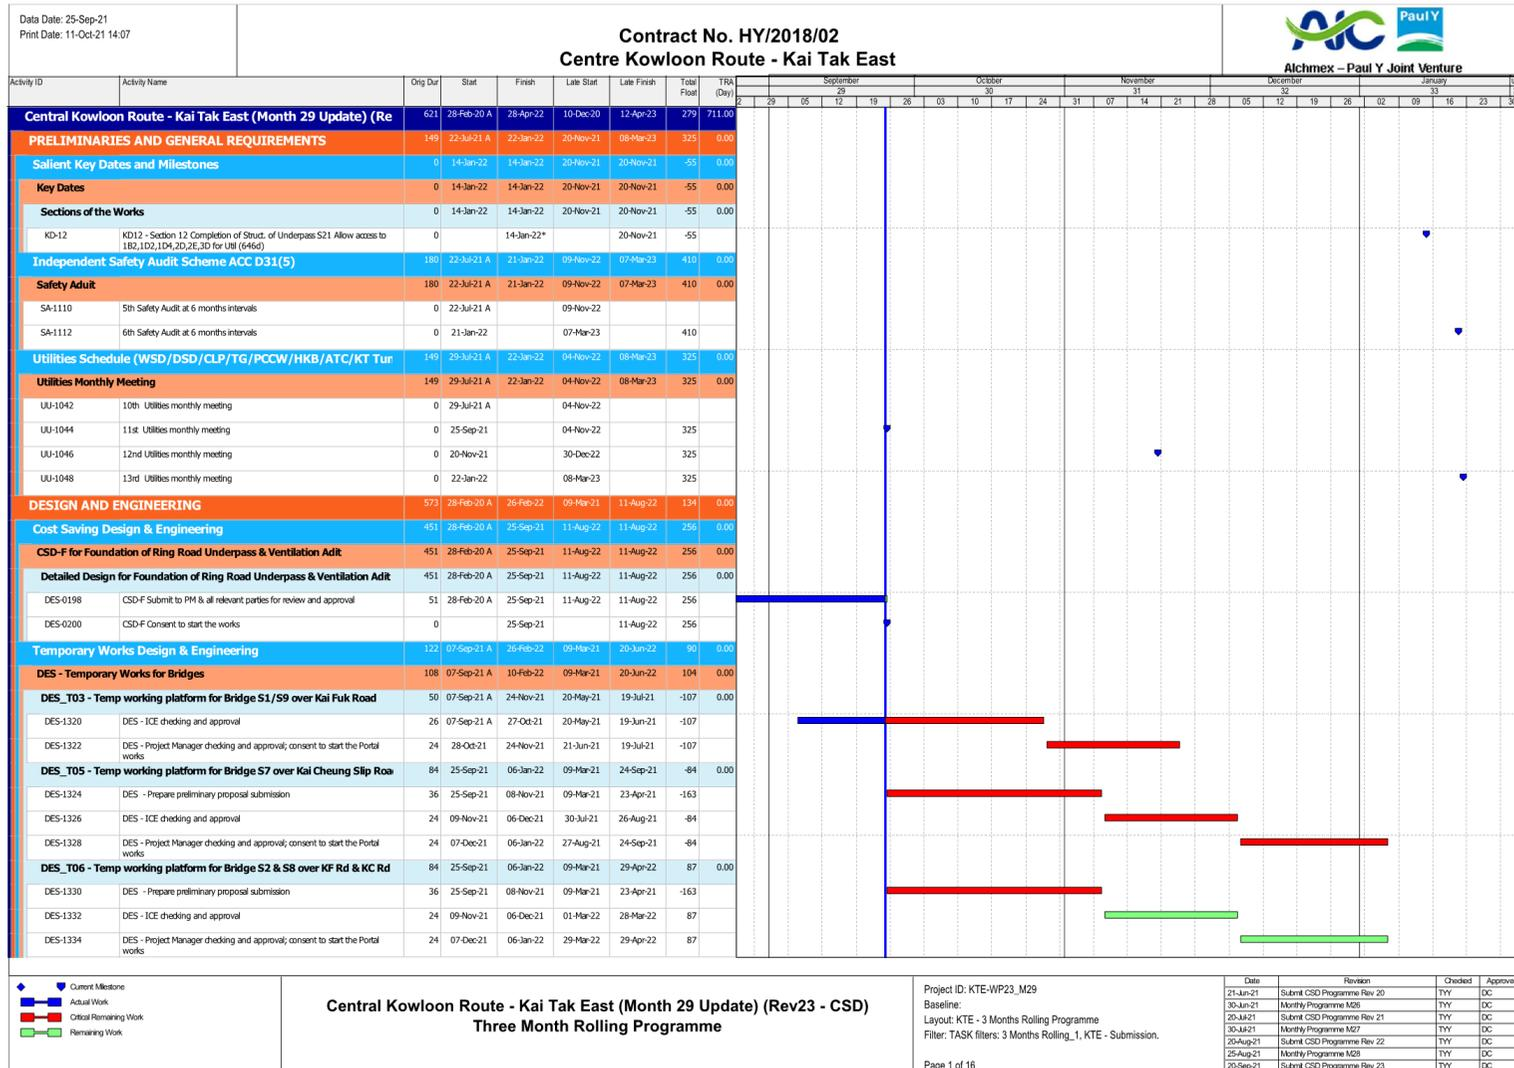 Data Date: 25-Sep-21
Print Date: 11-Oct-21 14:07
Contract No. HY/2018/02
Centre Kowloon Route - Kai Tak East
AJC
Paul Y
Alchmex – Paul Y Joint Venture
Activity ID Activity Name Orig Dur Start Finish Late Start Late Finish Total Float TRA (Day)
September October November December January
29 30 31 32 33
2 29 05 12 19 26 03 10 17 24 31 07 14 21 28 05 12 19 26 02 09 16 23 30
Central Kowloon Route - Kai Tak East (Month 29 Update) (Re 621 28-Feb-20 A 28-Apr-22 10-Dec-20 12-Apr-23 279 711.00
PRELIMINARIES AND GENERAL REQUIREMENTS 149 22-Jul-21 A 22-Jan-22 20-Nov-21 08-Mar-23 325 0.00
Salient Key Dates and Milestones 0 14-Jan-22 14-Jan-22 20-Nov-21 20-Nov-21 -55 0.00
Key Dates 0 14-Jan-22 14-Jan-22 20-Nov-21 20-Nov-21 -55 0.00
Sections of the Works 0 14-Jan-22 14-Jan-22 20-Nov-21 20-Nov-21 -55 0.00
KD-12 KD12 - Section 12 Completion of Struct. of Underpass S21 Allow access to 0 14-Jan-22* 20-Nov-21 -55
1B2,1D2,1D4,2D,2E,3D for Util (646d)
Independent Safety Audit Scheme ACC D31(5) 180 22-Jul-21 A 21-Jan-22 09-Nov-22 07-Mar-23 410 0.00
Safety Aduit 180 22-Jul-21 A 21-Jan-22 09-Nov-22 07-Mar-23 410 0.00
SA-1110 5th Safety Audit at 6 months intervals 0 22-Jul-21 A 09-Nov-22
SA-1112 6th Safety Audit at 6 months intervals 0 21-Jan-22 07-Mar-23 410
Utilities Schedule (WSD/DSD/CLP/TG/PCCW/HKB/ATC/KT Tun 149 29-Jul-21 A 22-Jan-22 04-Nov-22 08-Mar-23 325 0.00
Utilities Monthly Meeting 149 29-Jul-21 A 22-Jan-22 04-Nov-22 08-Mar-23 325 0.00
UU-1042 10th Utilities monthly meeting 0 29-Jul-21 A 04-Nov-22
UU-1044 11st Utilities monthly meeting 0 25-Sep-21 04-Nov-22 325
UU-1046 12nd Utilities monthly meeting 0 20-Nov-21 30-Dec-22 325
UU-1048 13rd Utilities monthly meeting 0 22-Jan-22 08-Mar-23 325
DESIGN AND ENGINEERING 573 28-Feb-20 A 26-Feb-22 09-Mar-21 11-Aug-22 134 0.00
Cost Saving Design & Engineering 451 28-Feb-20 A 25-Sep-21 11-Aug-22 11-Aug-22 256 0.00
CSD-F for Foundation of Ring Road Underpass & Ventilation Adit 451 28-Feb-20 A 25-Sep-21 11-Aug-22 11-Aug-22 256 0.00
Detailed Design for Foundation of Ring Road Underpass & Ventilation Adit 451 28-Feb-20 A 25-Sep-21 11-Aug-22 11-Aug-22 256 0.00
DES-0198 CSD-F Submit to PM & all relevant parties for review and approval 51 28-Feb-20 A 25-Sep-21 11-Aug-22 11-Aug-22 256
DES-0200 CSD-F Consent to start the works 0 25-Sep-21 11-Aug-22 256
Temporary Works Design & Engineering 122 07-Sep-21 A 26-Feb-22 09-Mar-21 20-Jun-22 90 0.00
DES - Temporary Works for Bridges 108 07-Sep-21 A 10-Feb-22 09-Mar-21 20-Jun-22 104 0.00
DES_T03 - Temp working platform for Bridge S1/S9 over Kai Fuk Road 50 07-Sep-21 A 24-Nov-21 20-May-21 19-Jul-21 -107 0.00
DES-1320 DES - ICE checking and approval 26 07-Sep-21 A 27-Oct-21 20-May-21 19-Jun-21 -107
DES-1322 DES - Project Manager checking and approval; consent to start the Portal 24 28-Oct-21 24-Nov-21 21-Jun-21 19-Jul-21 -107
works
DES_T05 - Temp working platform for Bridge S7 over Kai Cheung Slip Road 84 25-Sep-21 06-Jan-22 09-Mar-21 24-Sep-21 -84 0.00
DES-1324 DES - Prepare preliminary proposal submission 36 25-Sep-21 08-Nov-21 09-Mar-21 23-Apr-21 -163
DES-1326 DES - ICE checking and approval 24 09-Nov-21 06-Dec-21 30-Jul-21 26-Aug-21 -84
DES-1328 DES - Project Manager checking and approval; consent to start the Portal 24 07-Dec-21 06-Jan-22 27-Aug-21 24-Sep-21 -84
works
DES_T06 - Temp working platform for Bridge S2 & S8 over KF Rd & KC Rd 84 25-Sep-21 06-Jan-22 09-Mar-21 29-Apr-22 87 0.00
DES-1330 DES - Prepare preliminary proposal submission 36 25-Sep-21 08-Nov-21 09-Mar-21 23-Apr-21 -163
DES-1332 DES - ICE checking and approval 24 09-Nov-21 06-Dec-21 01-Mar-22 28-Mar-22 87
DES-1334 DES - Project Manager checking and approval; consent to start the Portal 24 07-Dec-21 06-Jan-22 29-Mar-22 29-Apr-22 87
works
Current Milestone
Actual Work
Critical Remaining Work
Remaining Work
Central Kowloon Route - Kai Tak East (Month 29 Update) (Rev23 - CSD)
Three Month Rolling Programme
Project ID: KTE-WP23_M29
Baseline:
Layout: KTE - 3 Months Rolling Programme
Filter: TASK filters: 3 Months Rolling_1, KTE - Submission.
Page 1 of 16
Date Revision Checked Approve
21-Jun-21 Submit CSD Programme Rev 20 TYY DC
30-Jun-21 Monthly Programme M26 TYY DC
20-Jul-21 Submit CSD Programme Rev 21 TYY DC
30-Jul-21 Monthly Programme M27 TYY DC
20-Aug-21 Submit CSD Programme Rev 22 TYY DC
25-Aug-21 Monthly Programme M28 TYY DC
20-Sep-21 Submit CSD Programme Rev 23 TYY DC